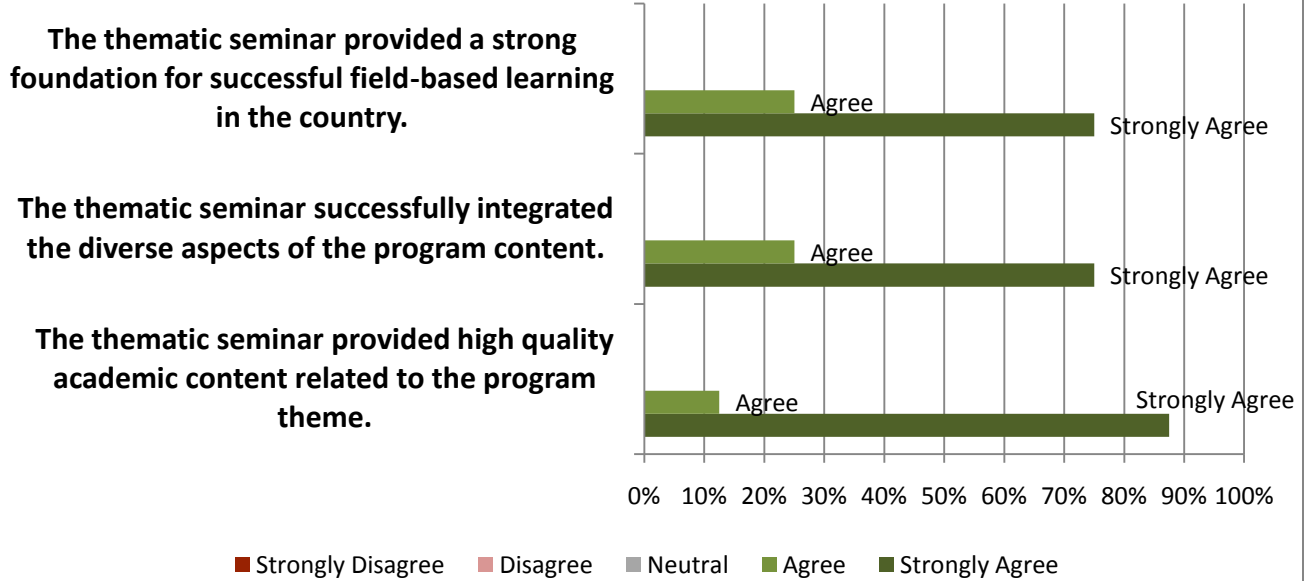 The thematic seminar provided a strong
foundation for successful field-based learning
in the country.
Agree
Strongly Agree
The thematic seminar successfully integrated
the diverse aspects of the program content.
Agree
Strongly Agree
The thematic seminar provided high quality
academic content related to the program
theme.
Agree
Strongly Agree
0% 10% 20% 30% 40% 50% 60% 70% 80% 90% 100%
Strongly Disagree Disagree Neutral Agree Strongly Agree